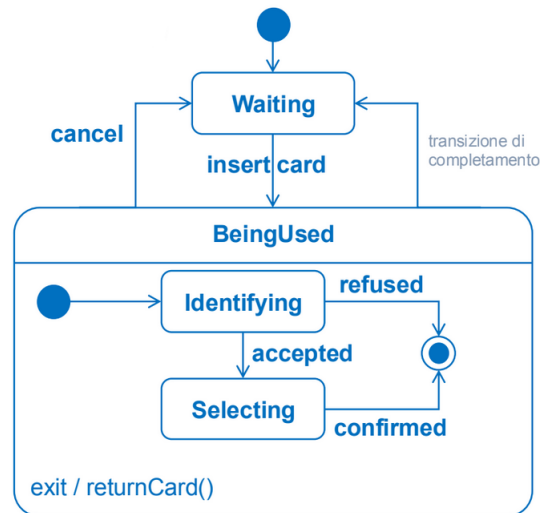 Waiting
cancel
transizione di
completamento
insert card
BeingUsed
Identifying
refused
accepted
Selecting
confirmed
exit / returnCard()